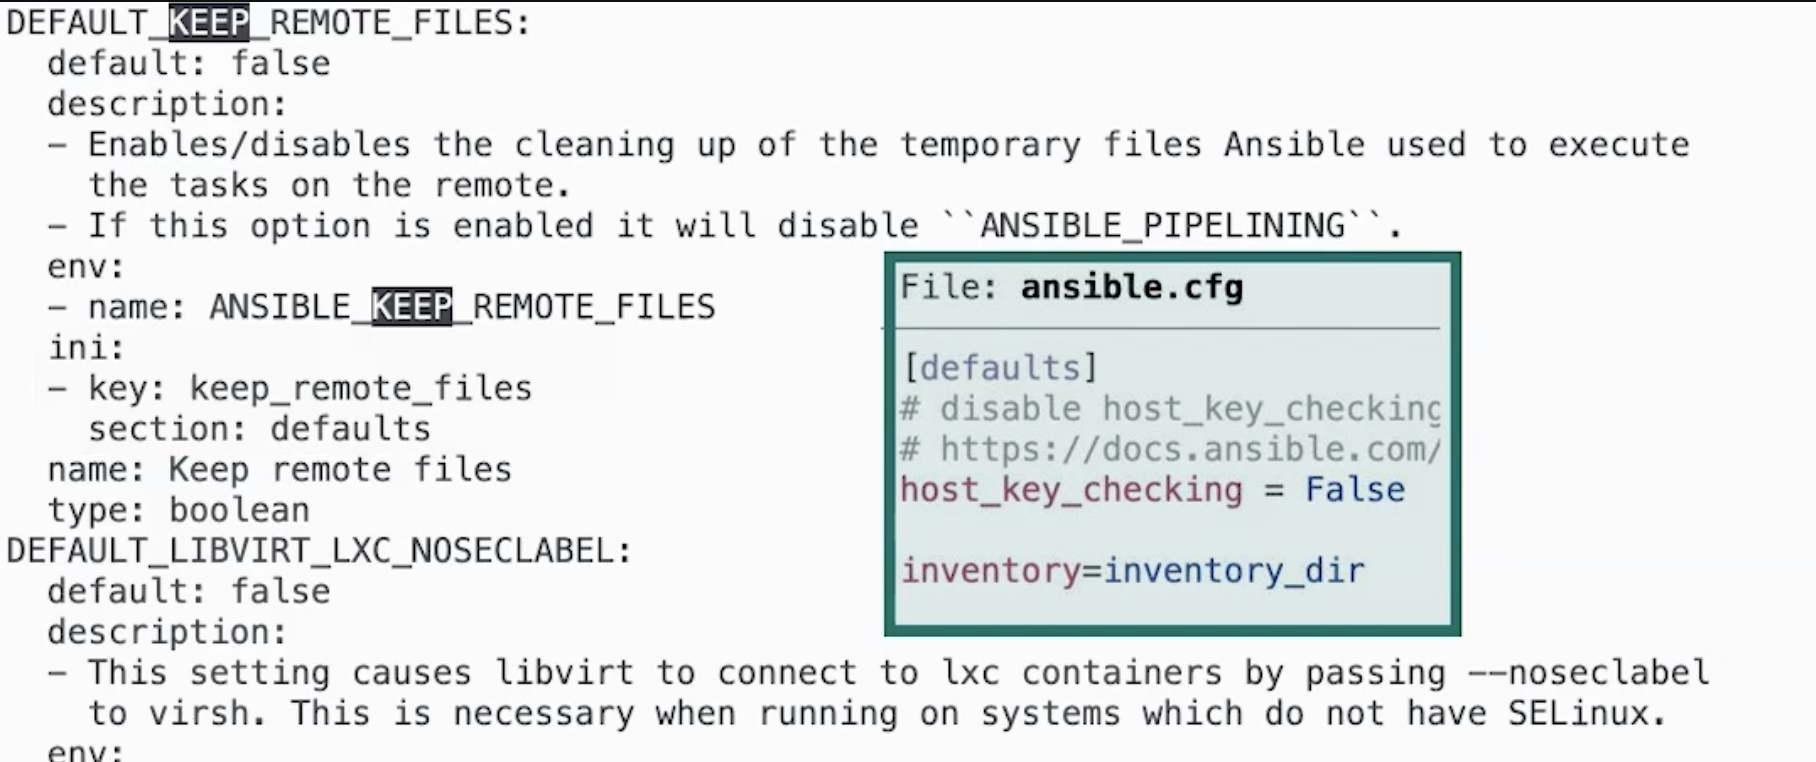 DEFAULT_KEEP_REMOTE_FILES:
default: false
description:
- Enables/disables the cleaning up of the temporary files Ansible used to execute
the tasks on the remote.
- If this option is enabled it will disable ``ANSIBLE_PIPELINING``.
env:
- name: ANSIBLE_KEEP_REMOTE_FILES
ini:
- key: keep_remote_files
section: defaults
name: Keep remote files
type: boolean
DEFAULT_LIBVIRT_LXC_NOSECLABEL:
default: false
description:
- This setting causes libvirt to connect to lxc containers by passing --noseclabel
to virsh. This is necessary when running on systems which do not have SELinux.
env:
File: ansible.cfg
[defaults]
# disable host_key_checking
# https://docs.ansible.com/
host_key_checking = False
inventory=inventory_dir